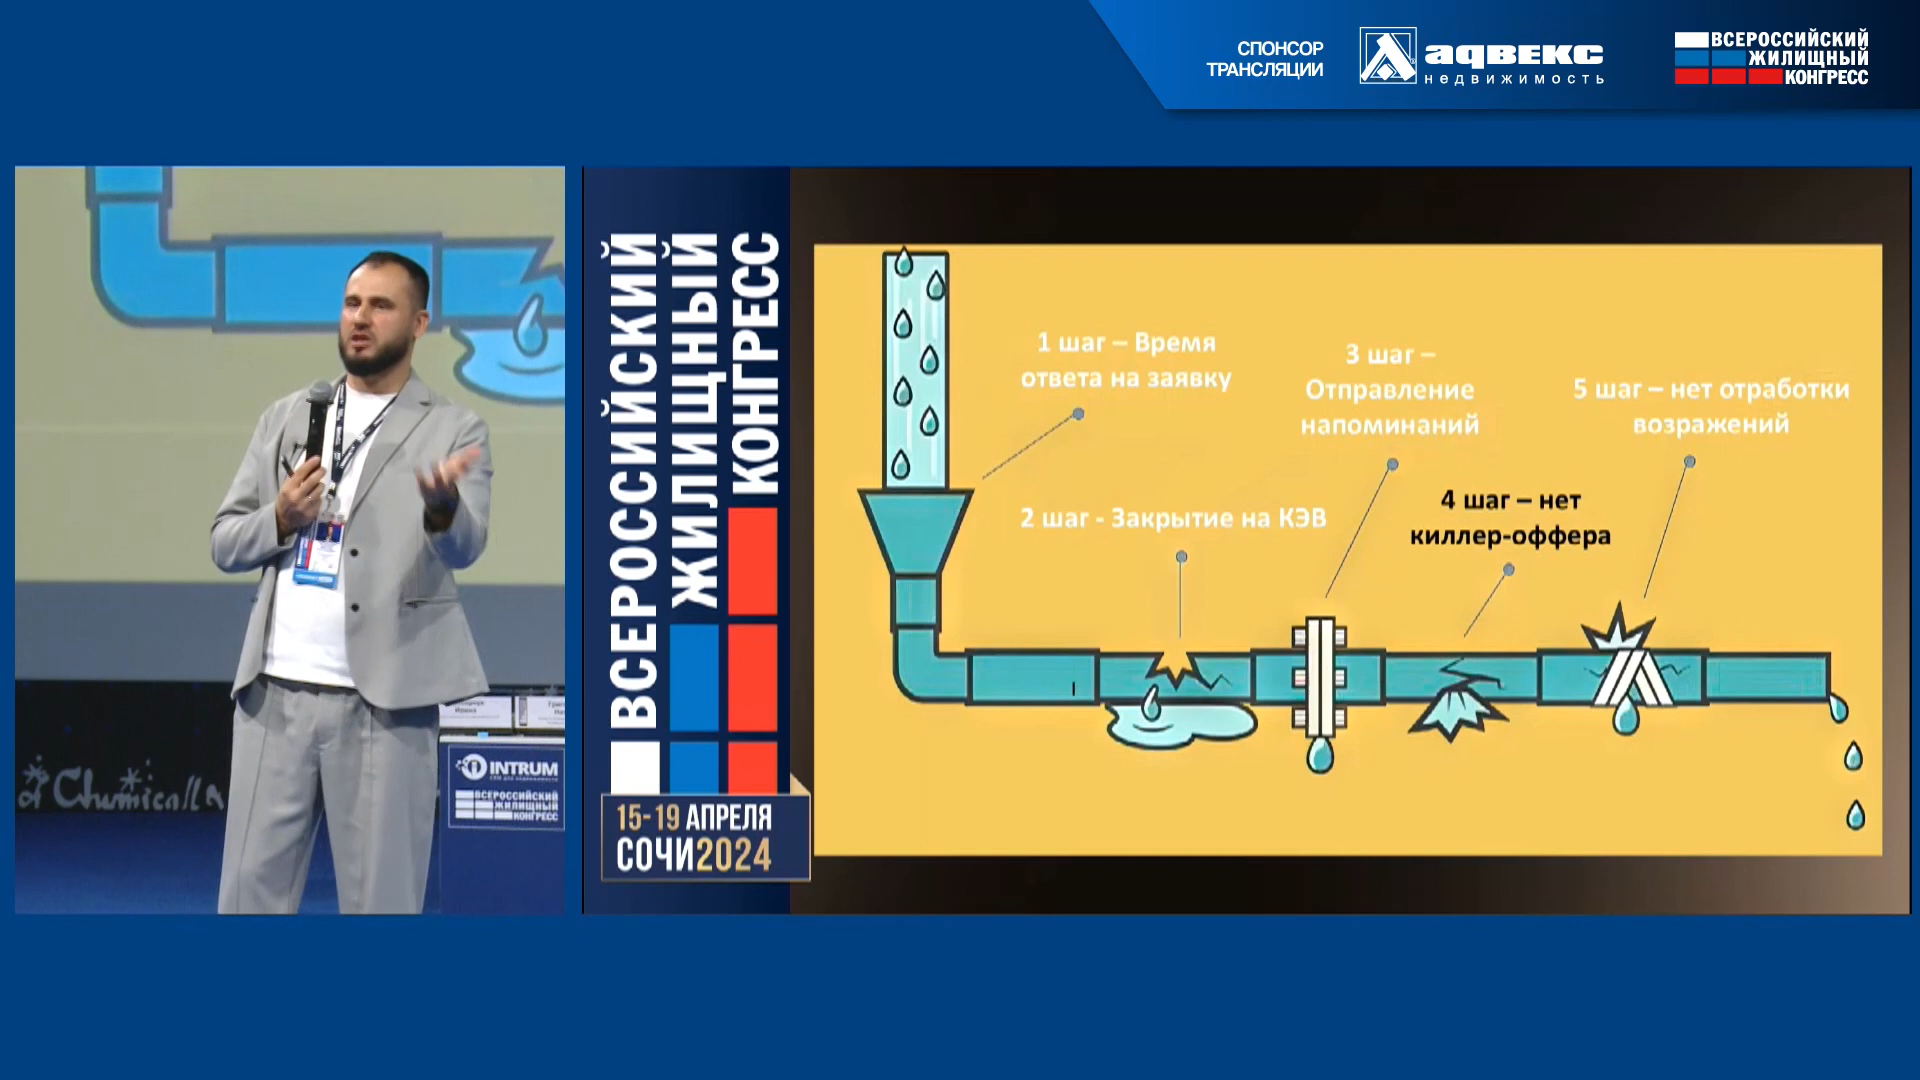 СПОНСОР
ТРАНСЛЯЦИИ
АДВЕКС
НЕДВИЖИМОСТЬ
ВСЕРОССИЙСКИЙ
ЖИЛИЩНЫЙ
КОНГРЕСС
INTRUM
ВСЕРОССИЙСКИЙ
ЖИЛИЩНЫЙ
КОНГРЕСС
ВСЕРОССИЙСКИЙ
ЖИЛИЩНЫЙ
КОНГРЕСС
15-19 АПРЕЛЯ
СОЧИ2024
1 шаг – Время
ответа на заявку
2 шаг - Закрытие на КЭВ
3 шаг –
Отправление
напоминаний
4 шаг – нет
киллер-оффера
5 шаг – нет отработки
возражений